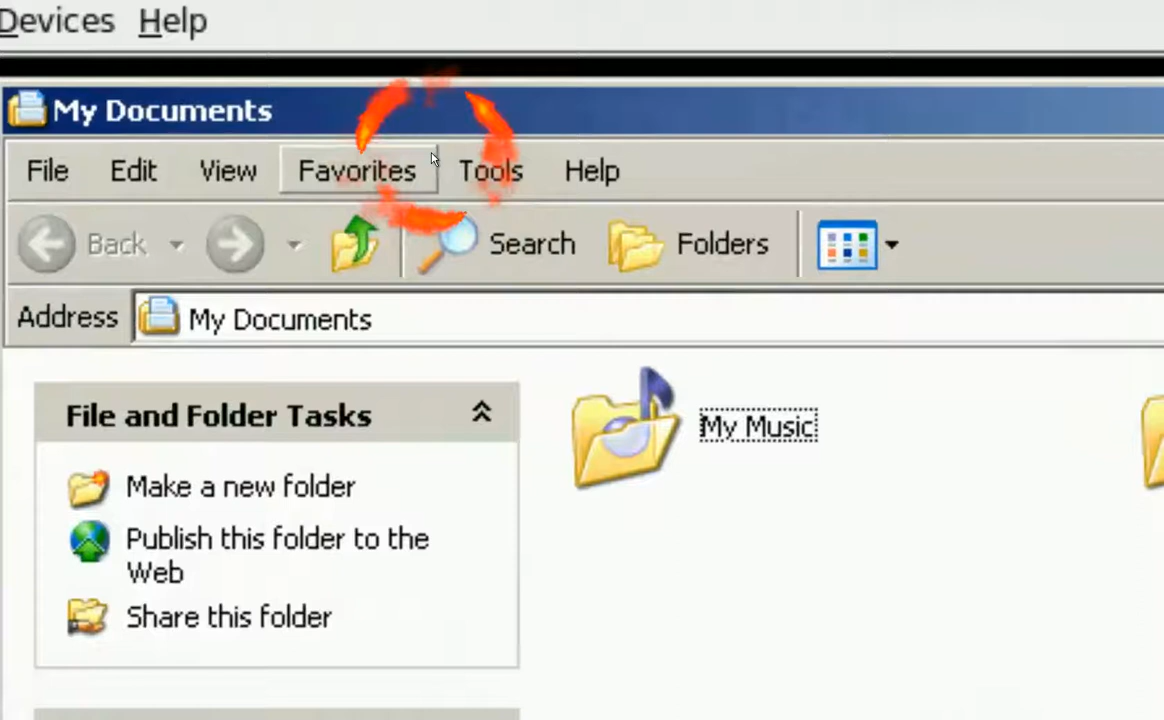 Devices Help
My Documents
File Edit View Favorites Tools Help
Back Search Folders
Address My Documents
File and Folder Tasks
My Music
Make a new folder
Publish this folder to the
Web
Share this folder